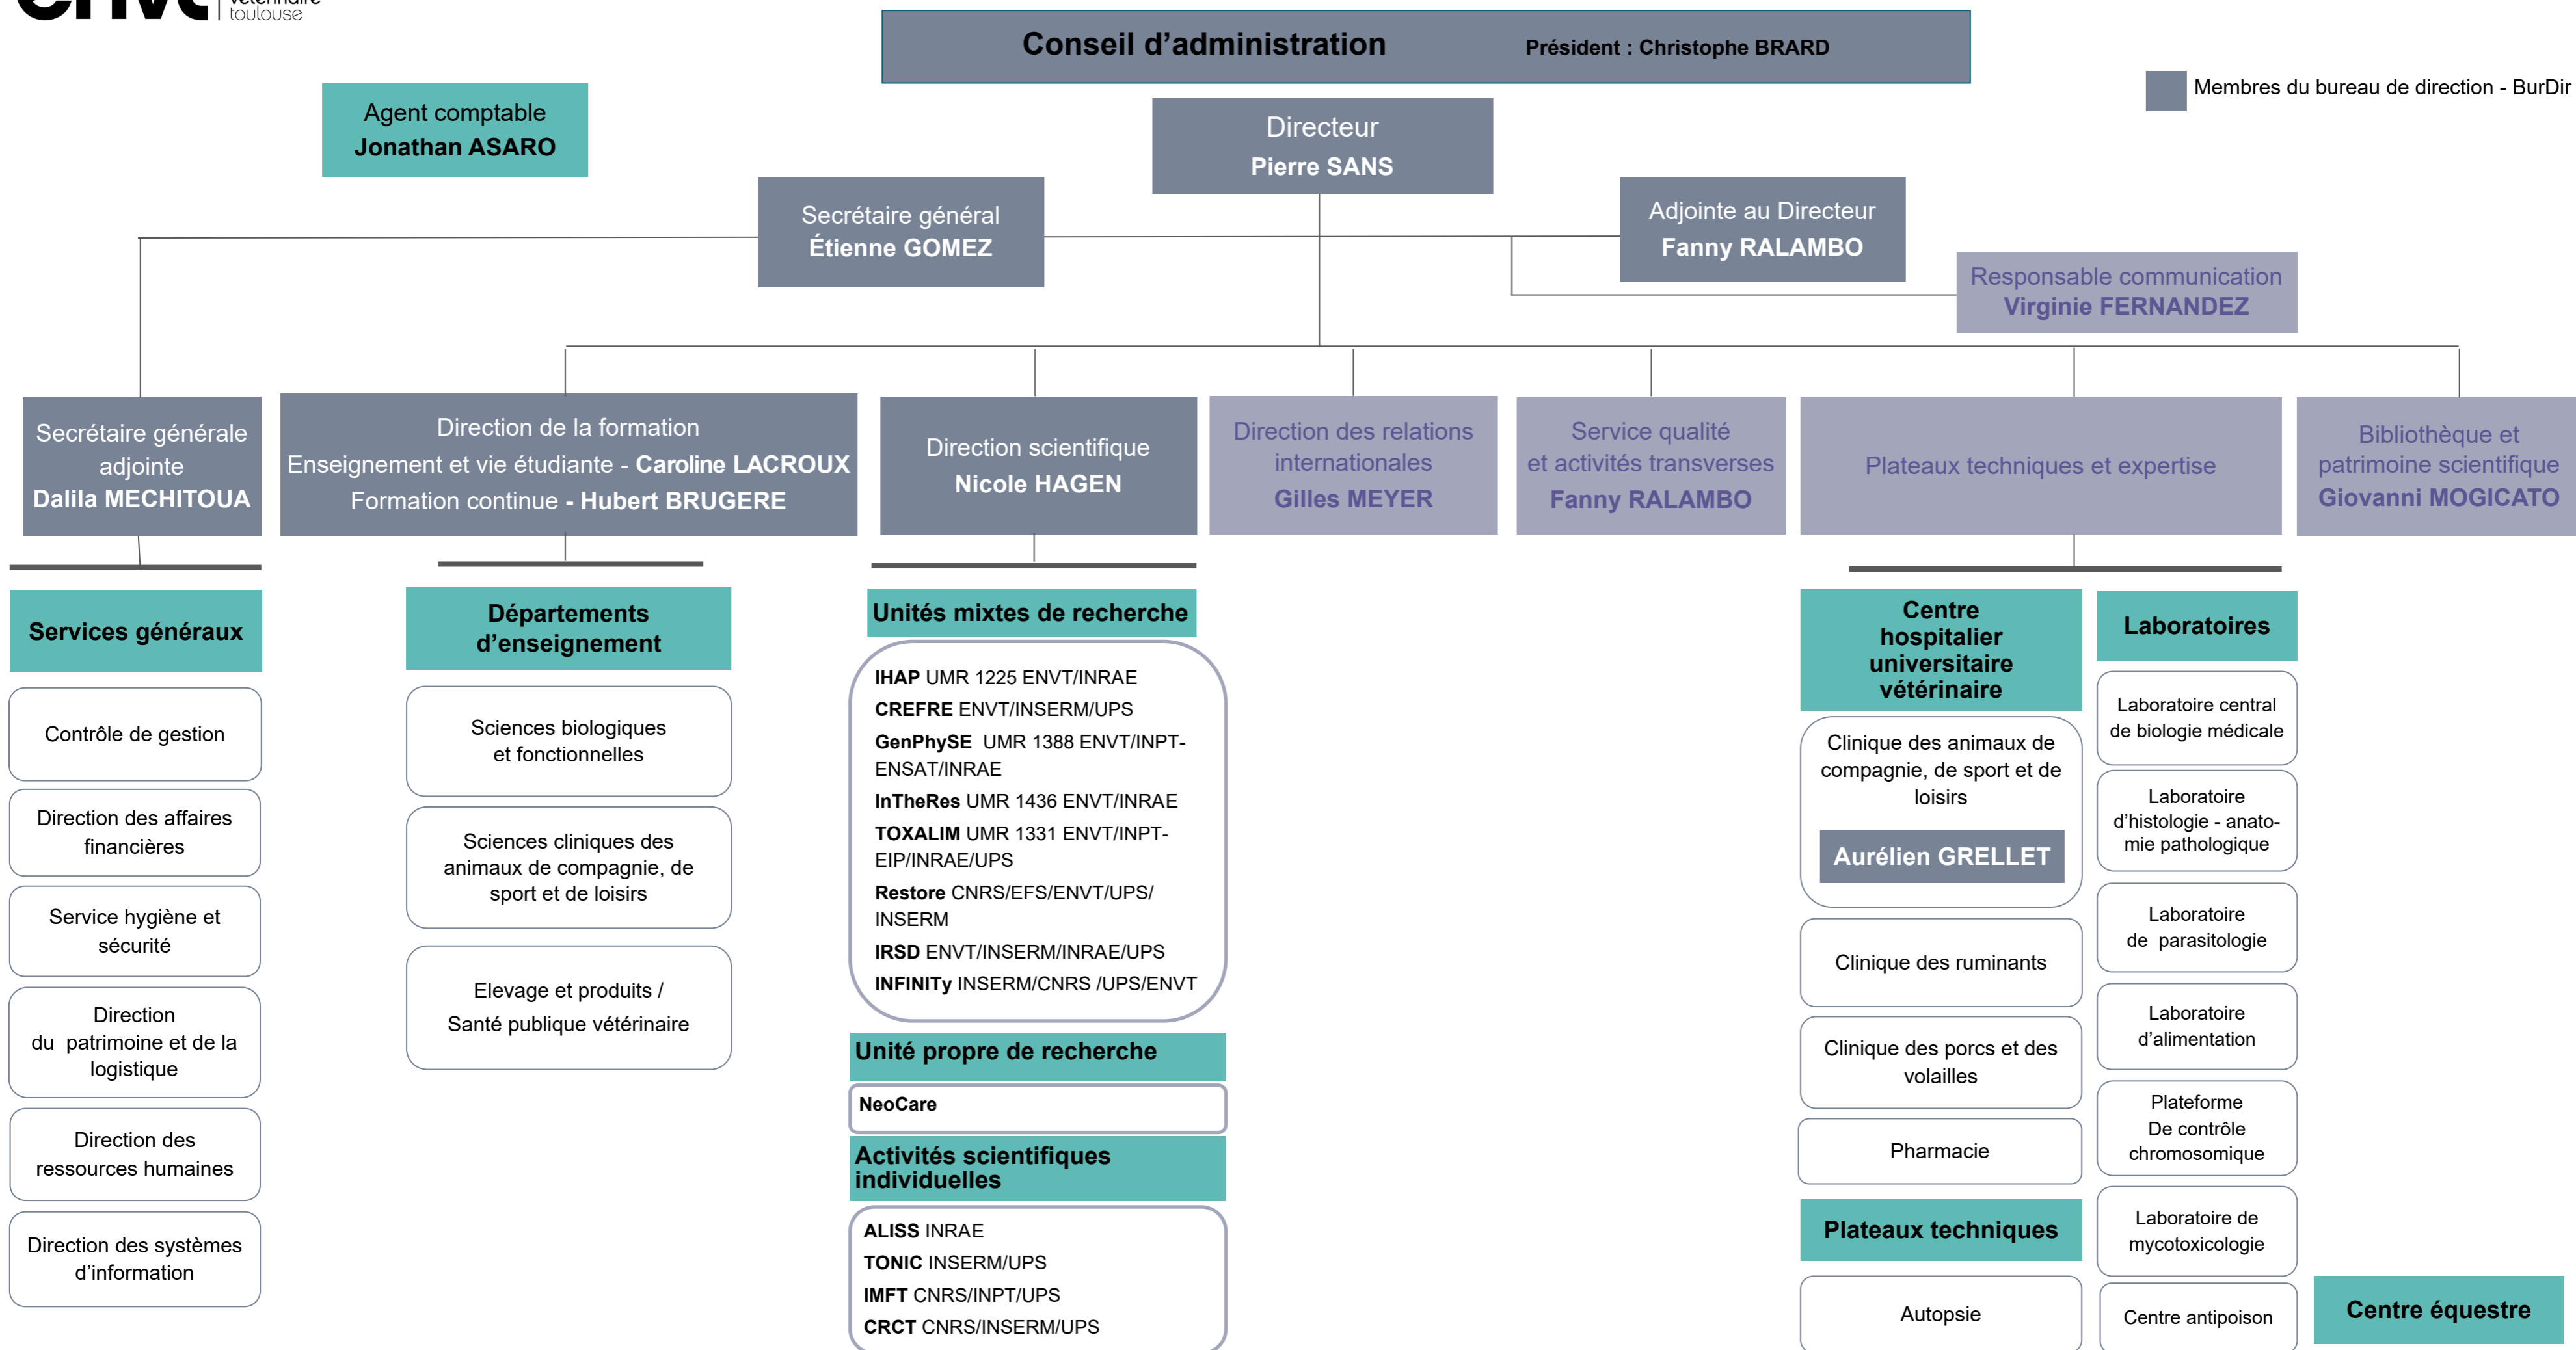 toulouse
Conseil d’administration
Président : Christophe BRARD
Membres du bureau de direction - BurDir
Agent comptable
Jonathan ASARO
Directeur
Pierre SANS
Secrétaire général
Étienne GOMEZ
Adjointe au Directeur
Fanny RALAMBO
Responsable communication
Virginie FERNANDEZ
Secrétaire générale
adjointe
Dalila MECHITOUA
Direction de la formation
Enseignement et vie étudiante - Caroline LACROUX
Formation continue - Hubert BRUGERE
Direction scientifique
Nicole HAGEN
Direction des relations
internationales
Gilles MEYER
Service qualité
et activités transverses
Fanny RALAMBO
Plateaux techniques et expertise
Bibliothèque et
patrimoine scientifique
Giovanni MOGICATO
Services généraux
Contrôle de gestion
Direction des affaires
financières
Service hygiène et
sécurité
Direction
du patrimoine et de la
logistique
Direction des
ressources humaines
Direction des systèmes
d’information
Départements
d’enseignement
Sciences biologiques
et fonctionnelles
Sciences cliniques des
animaux de compagnie, de
sport et de loisirs
Elevage et produits /
Santé publique vétérinaire
Unités mixtes de recherche
IHAP UMR 1225 ENVT/INRAE
CREFRE ENVT/INSERM/UPS
GenPhySE UMR 1388 ENVT/INPT-
ENSAT/INRAE
InTheRes UMR 1436 ENVT/INRAE
TOXALIM UMR 1331 ENVT/INPT-
EIP/INRAE/UPS
Restore CNRS/EFS/ENVT/UPS/
INSERM
IRSD ENVT/INSERM/INRAE/UPS
INFINITy INSERM/CNRS /UPS/ENVT
Unité propre de recherche
NeoCare
Activités scientifiques
individuelles
ALISS INRAE
TONIC INSERM/UPS
IMFT CNRS/INPT/UPS
CRCT CNRS/INSERM/UPS
Centre
hospitalier
universitaire
vétérinaire
Clinique des animaux de
compagnie, de sport et de
loisirs
Aurélien GRELLET
Clinique des ruminants
Clinique des porcs et des
volailles
Pharmacie
Plateaux techniques
Autopsie
Laboratoires
Laboratoire central
de biologie médicale
Laboratoire
d’histologie - anato-
mie pathologique
Laboratoire
de parasitologie
Laboratoire
d’alimentation
Plateforme
De contrôle
chromosomique
Laboratoire de
mycotoxicologie
Centre antipoison
Centre équestre